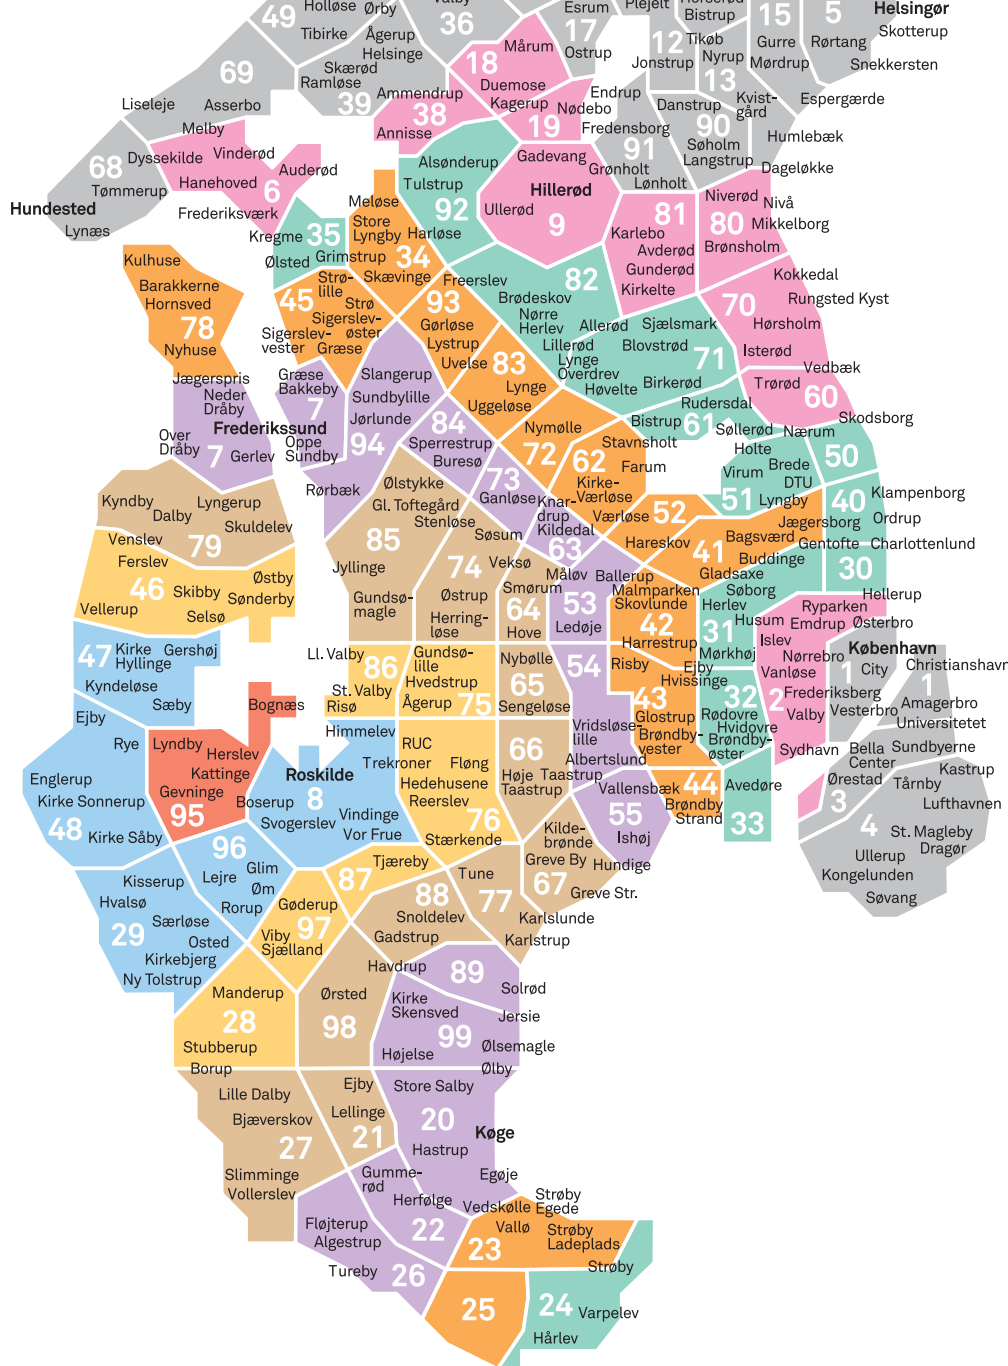 Holløse
Ørby
Valby
49
36
Tibirke
Ågerup
Helsinge
Esrum
17
Ostrup
Plejelt
Horserød
Bistrup
15
5
Helsingør
Skotterup
12
Tikøb
Gurre
Rørtang
Jonstrup
Nyrup
Mørdrup
Snekkersten
13
69
Skærød
Ramløse
39
18
Mårum
Duemose
Liseleje
Asserbo
Ammendrup
38
Kagerup
Nødebo
Endrup
Danstrup
Kvist-
gård
Espergærde
Annisse
19
Fredensborg
90
Humlebæk
Melby
Dyssekilde
Vinderød
Auderød
Alsønderup
Gadevang
91
Grønholt
Søholm
Langstrup
Dageløkke
68
Tømmerup
Hanehoved
6
Tulstrup
Hillerød
Lønholt
Niverød
Nivå
Hundested
Lynæs
Frederiksværk
Meløse
92
Ullerød
9
81
80
Mikkelborg
Kregme
35
Store
Lyngby
Harløse
Karlebo
Avderød
Brønsholm
Ølsted
Grimstrup
34
Gunderød
Kirkelte
Kulhuse
Skævinge
Freerslev
82
Kokkedal
Barakkerne
Hornsved
Strø-
lille
45
Strø
93
Brødeskov
70
Rungsted Kyst
78
Sigerslev-
øster
Gørløse
Nørre
Herlev
Allerød
Sjælsmark
Hørsholm
Nyhuse
Sigerslev-
vester
Græse
Lystrup
Lillerød
Blovstrød
71
Isterød
Uvelse
83
Lynge
Overdrev
Vedbæk
Jægerspris
Græse
Bakkeby
Slangerup
Lynge
Høvelte
Birkerød
Trørød
60
Neder
Dråby
7
Sundbylille
Uggeløse
Rudersdal
Skodsborg
Frederikssund
Jørlunde
84
Nymølle
Bistrup
61
Søllerød
Nærum
Over
Dråby
7
Gerlev
Oppe
Sundby
94
Sperrestrup
Buresø
72
Stavnsholt
Holte
50
Rørbæk
Ølstykke
73
62
Farum
Virum
Brede
DTU
Kyndby
Lyngerup
Gl. Toftegård
Ganløse
Kirke-
Værløse
51
Lyngby
40
Klampenborg
Dalby
Skuldelev
Stenløse
Knar-
drup
Værløse
52
Jægersborg
Ordrup
Venslev
79
85
Søsum
Kildedal
63
Hareskov
41
Bagsværd
Gentofte
Charlottenlund
Ferslev
Jyllinge
74
Veksø
Måløv
Ballerup
Buddinge
30
46
Skibby
Østby
Sønderby
Gundsø-
magle
Østrup
Smørum
64
53
Malmparken
Skovlunde
Gladsaxe
Søborg
Hellerup
Vellerup
Selsø
Herring-
løse
Hove
Ledøje
42
Herlev
31
Husum
Ryparken
Emdrup
Østerbro
Harrestrup
Mørkhøj
Islev
København
47
Kirke
Hyllinge
Gershøj
Ll. Valby
86
Gundsø-
lille
Nybølle
54
Risby
Ejby
Nørrebro
1
City
Christianshavn
Kyndeløse
St. Valby
Hvedstrup
65
43
Hvissinge
32
Vanløse
1
Sæby
Bognæs
Risø
Ågerup
75
Sengeløse
Glostrup
Rødovre
2
Frederiksberg
Amagerbro
Ejby
Himmelev
Vridsløse-
lille
Brøndby-
vester
Hvidovre
Valby
Vesterbro
Universitetet
Rye
Lyndby
Herslev
RUC
66
Brøndby-
øster
Sydhavn
Bella
Center
Sundbyerne
Kattinge
Roskilde
Trekroner
Fløng
Albertslund
Kastrup
Englerup
Gevninge
8
Hedehusene
Høje
Taastrup
Taastrup
Vallensbæk
44
Avedøre
Ørestad
Tårnby
Kirke Sonnerup
95
Boserup
Reerslev
55
Brøndby
Strand
3
Lufthavnen
48
Kirke Såby
Svogerslev
Vindinge
76
33
4
St. Magleby
96
Vor Frue
Stærkende
Kilde-
brønde
Ishøj
Dragør
Kisserup
Lejre
Glim
Tjæreby
Greve By
Hundige
Ullerup
Hvalsø
Øm
87
Tune
67
Kongelunden
Særløse
Rorup
Gøderup
88
77
Greve Str.
Søvang
29
Osted
97
Snoldelev
Karlslunde
Kirkebjerg
Viby
Sjælland
Gadstrup
Karlstrup
Ny Tolstrup
Havdrup
89
Manderup
Ørsted
Kirke
Skensved
Solrød
28
98
Jersie
Stubberup
99
Højelse
Ølsemagle
Borup
Ølby
Lille Dalby
Ejby
Store Salby
Bjæverskov
Lellinge
20
27
21
Køge
Hastrup
Slimminge
Gumme-
rød
Egøje
Vollerslev
Herfølge
Vedskølle
Strøby
Egede
Fløjterup
22
Vallø
Strøby
Ladeplads
Algestrup
23
Tureby
26
Strøby
25
24
Varpelev
Hårlev